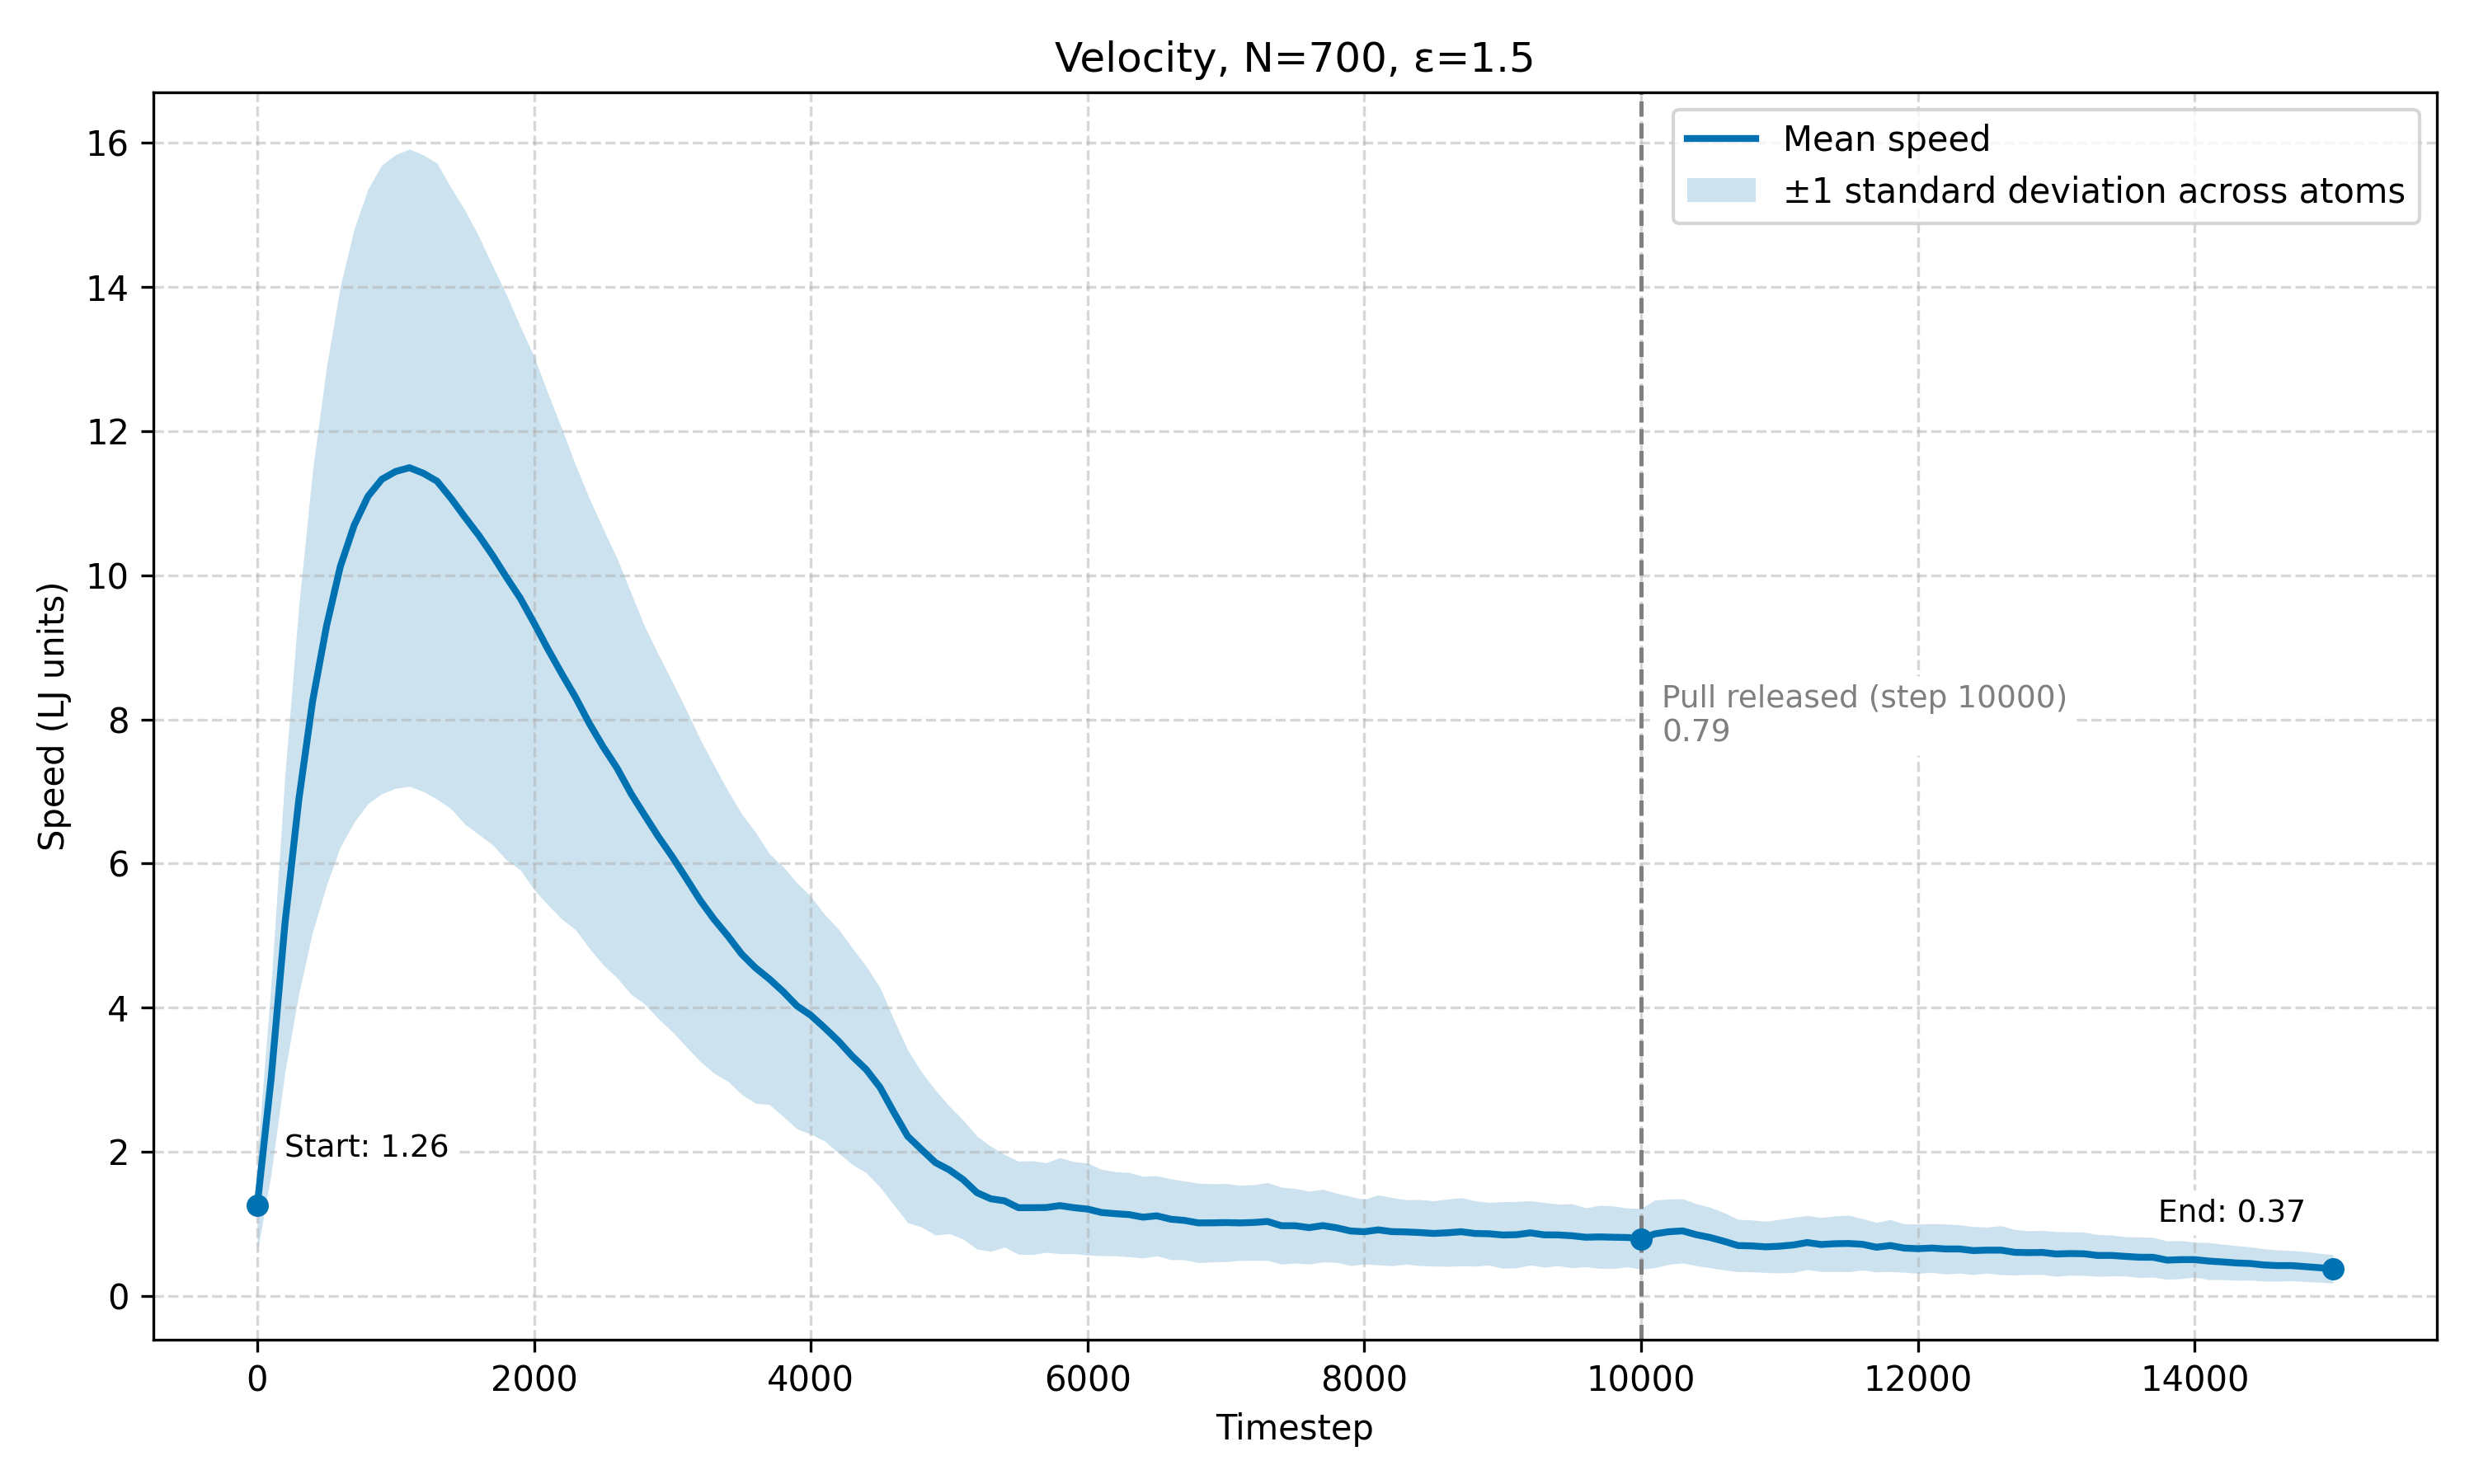 Velocity, N=700, ε=1.5
Mean speed
±1 standard deviation across atoms
16
14
12
10
8
6
4
2
0
Speed (LJ units)
Pull released (step 10000)
0.79
Start: 1.26
End: 0.37
0 2000 4000 6000 8000 10000 12000 14000
Timestep